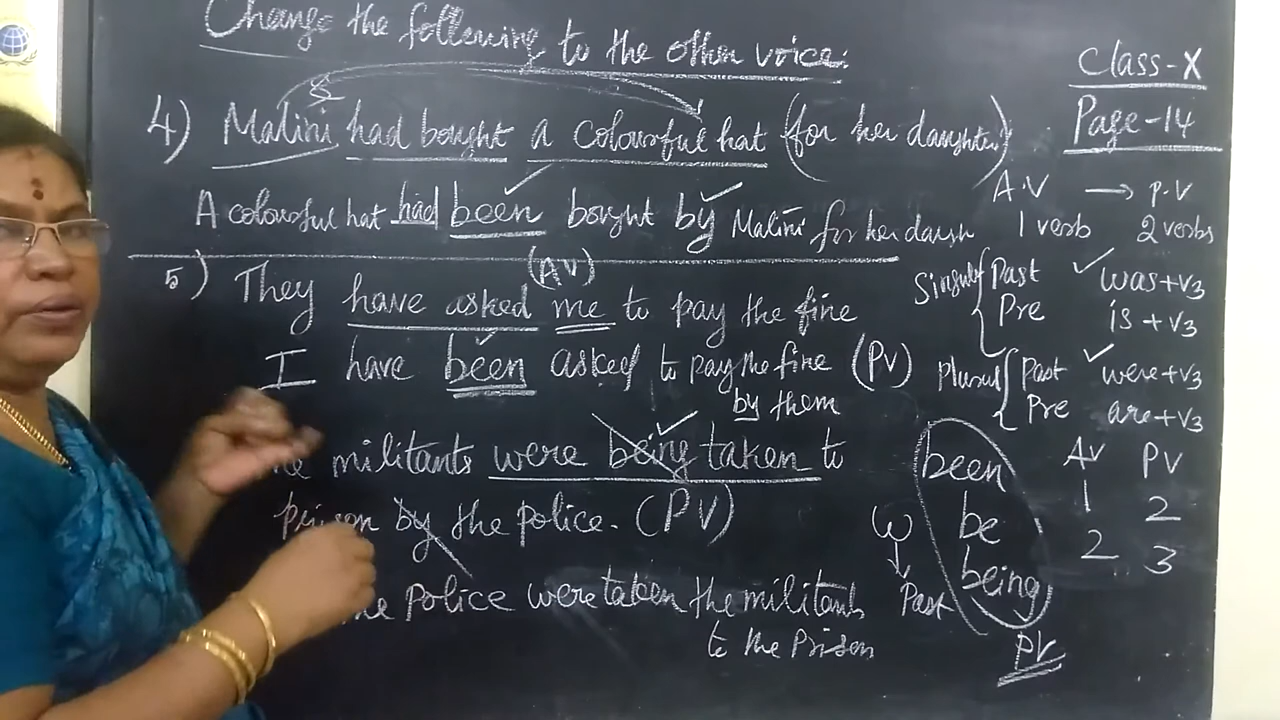 Change the following to the other voice:
Class-X
Page-14
4) Malini had bought a colourful hat (for her daughter)
A colourful hat had been bought by Malini for her
A.V → P.V
1 verb 2 verbs
Past was+v3
Pre is+v3
Plural Past were+v3
Pre are+v3
(AV)
5) They have asked me to pay the fine
I have been asked to pay the fine (PV)
by them
militants were being taken to
prison by the police. (PV)
Police were taken the militants
to the Prison
w
↓
Past
been
be
being
PV
AV PV
1 2
2 3